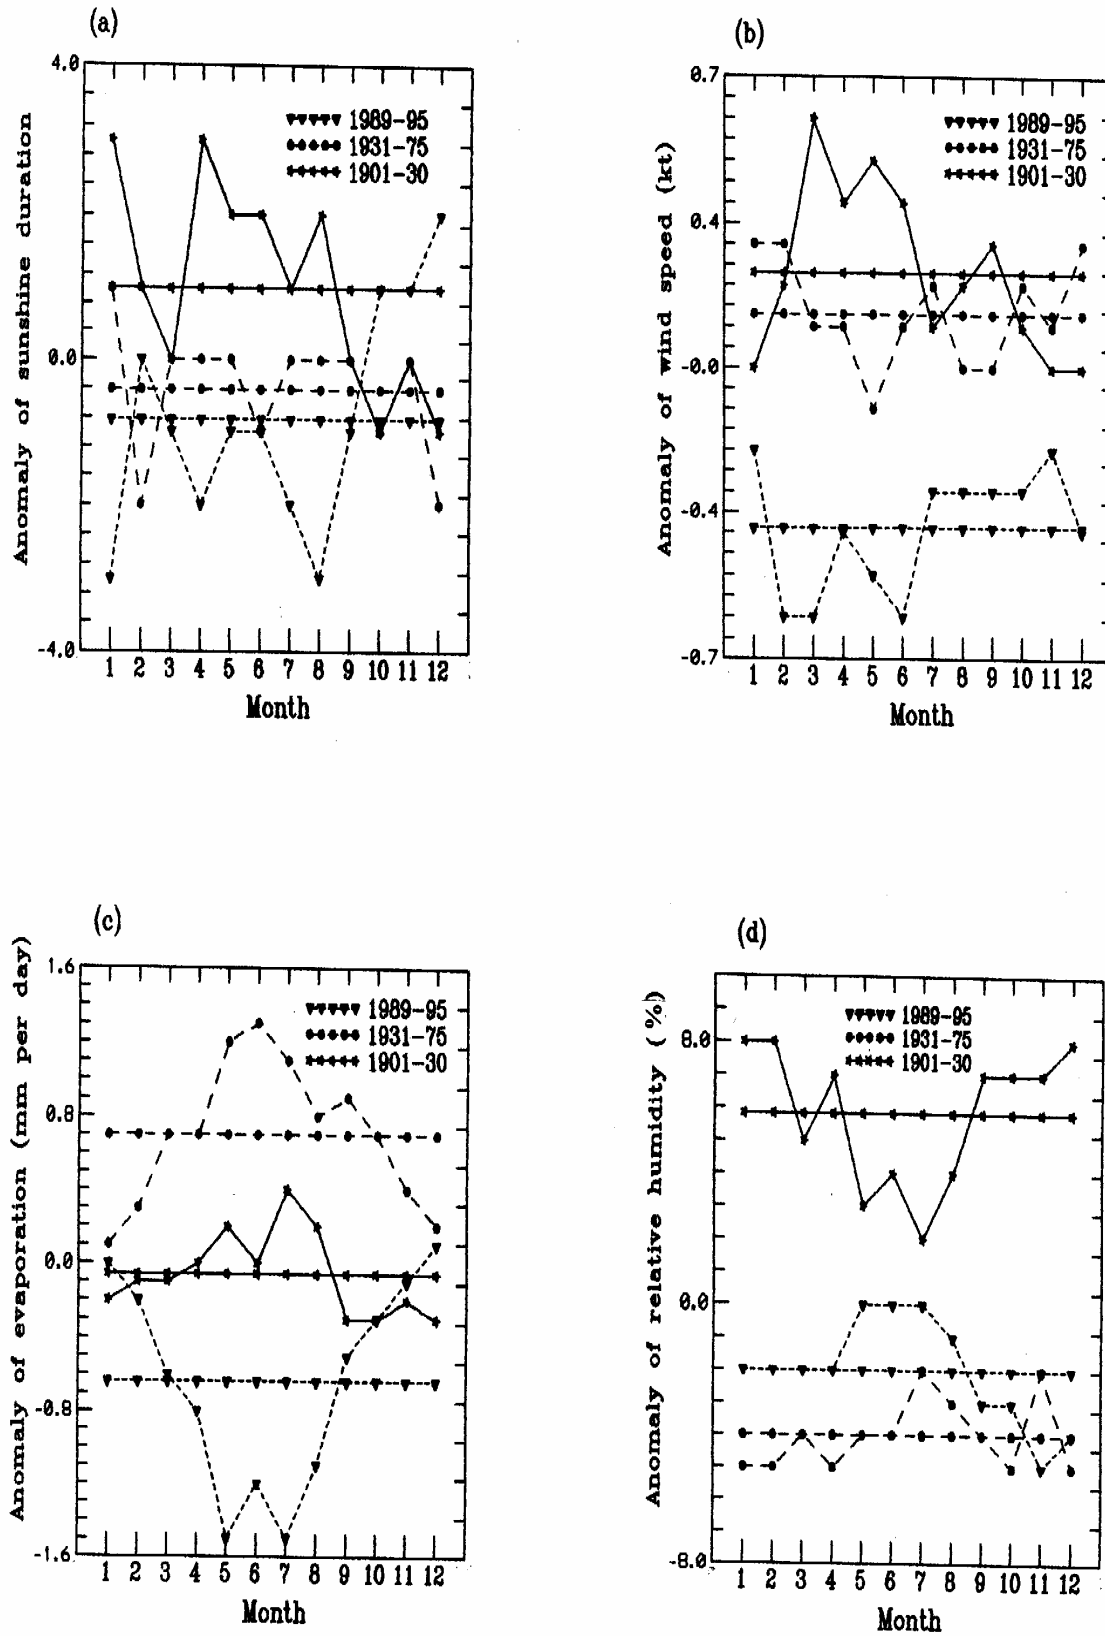 (a)
4.0
0.0
-4.0
Anomaly of sunshine duration
1989-95
1931-75
1901-30
1 2 3 4 5 6 7 8 9 10 11 12
Month
(b)
0.7
0.4
-0.0
-0.4
-0.7
Anomaly of wind speed (kt)
1989-95
1931-75
1901-30
1 2 3 4 5 6 7 8 9 10 11 12
Month
(c)
1.6
0.8
0.0
-0.8
-1.6
Anomaly of evaporation (mm per day)
1989-95
1931-75
1901-30
1 2 3 4 5 6 7 8 9 10 11 12
Month
(d)
8.0
0.0
-8.0
Anomaly of relative humidity (%)
1989-95
1931-75
1901-30
1 2 3 4 5 6 7 8 9 10 11 12
Month